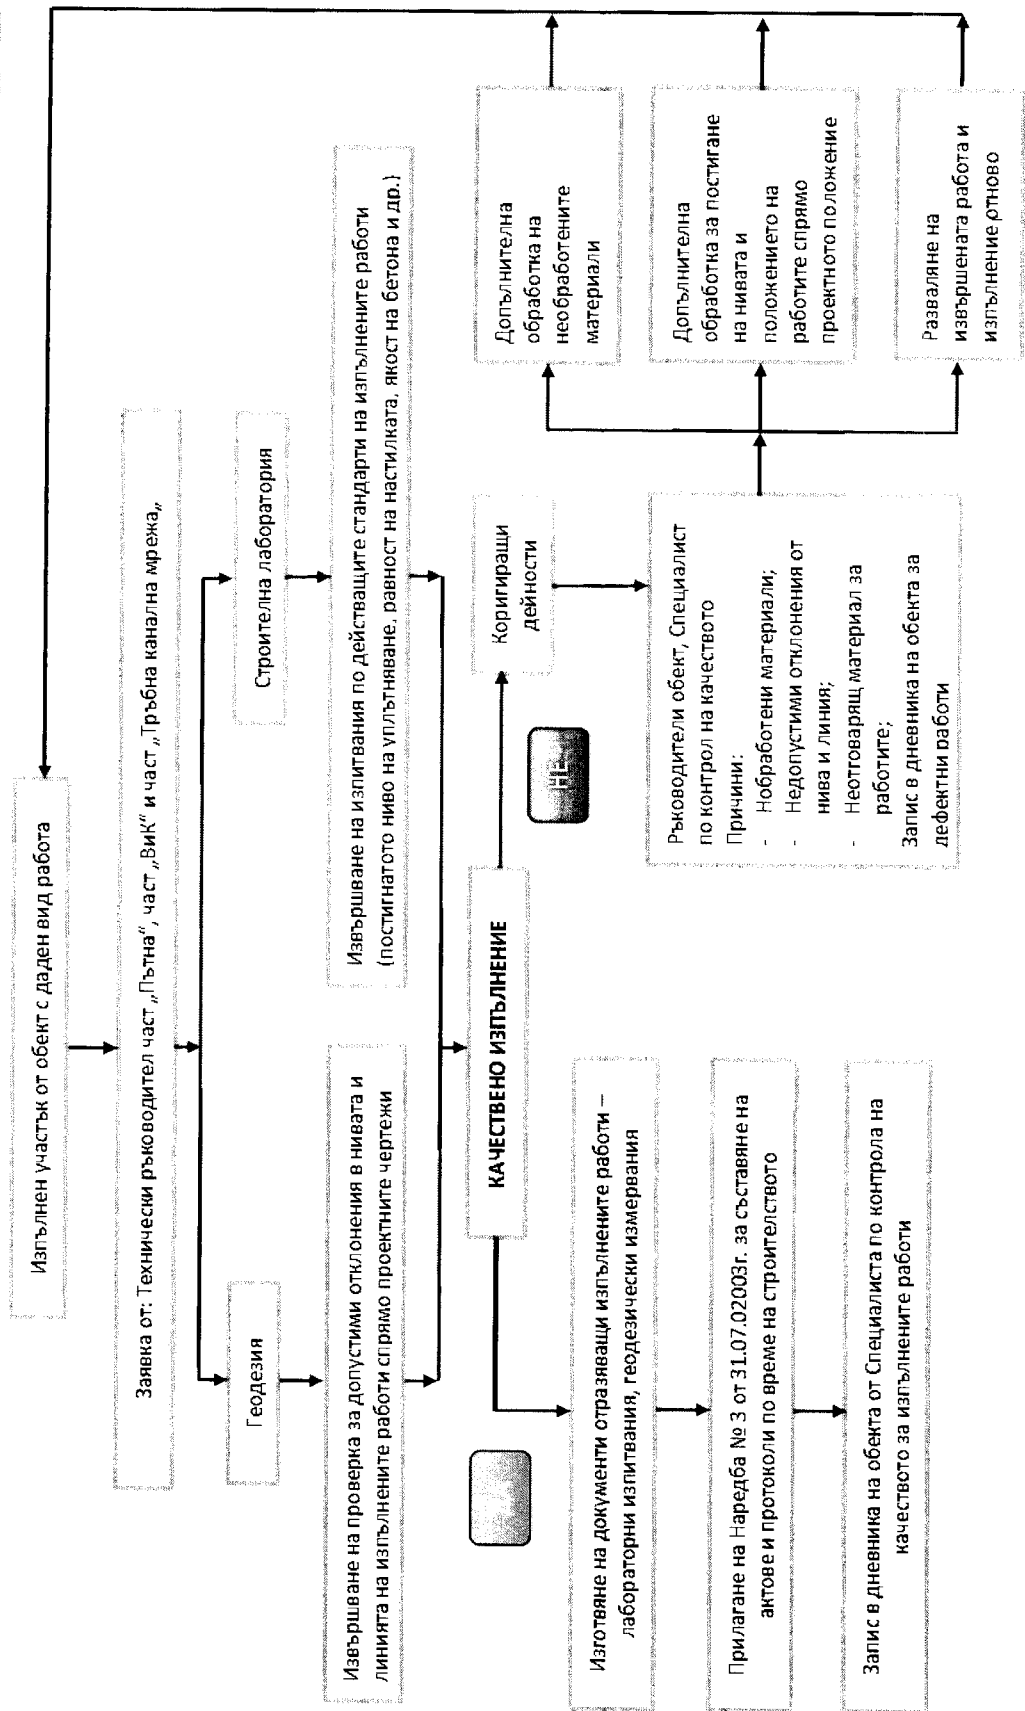 Изпълнен участък от обект с даден вид работа
Заявка от: Технически ръководител част „Пътна“, част „ВиК“ и част „Тръбна канална мрежа„
Геодезия
Строителна лаборатория
Извършване на проверка за допустими отклонения в нивата и
линията на изпълнените работи спрямо проектните чертежи
Извършване на изпитвания по действащите стандарти на изпълнените работи
(постигнатото ниво на уплътняване, равност на настилката, якост на бетона и др.)
КАЧЕСТВЕНО ИЗПЪЛНЕНИЕ
НЕ
Изготвяне на документи отразяващи изпълнените работи –
лабораторни изпитвания, геодезически измервания
Прилагане на Наредба № 3 от 31.07.02003г. за съставяне на
актове и протоколи по време на строителството
Запис в дневника на обекта от Специалиста по контрола на
качеството за изпълнените работи
Коригиращи
дейности
Ръководители обект, Специалист
по контрол на качеството
Причини:
- Нобработени материали;
- Недопустими отклонения от
нива и линия;
- Неотговарящ материал за
работите;
Запис в дневника на обекта за
дефектни работи
Допълнителна
обработка на
необработените
материали
Допълнителна
обработка за постигане
на нивата и
положението на
работите спрямо
проектното положение
Разваляне на
извършената работа и
изпълнение отново